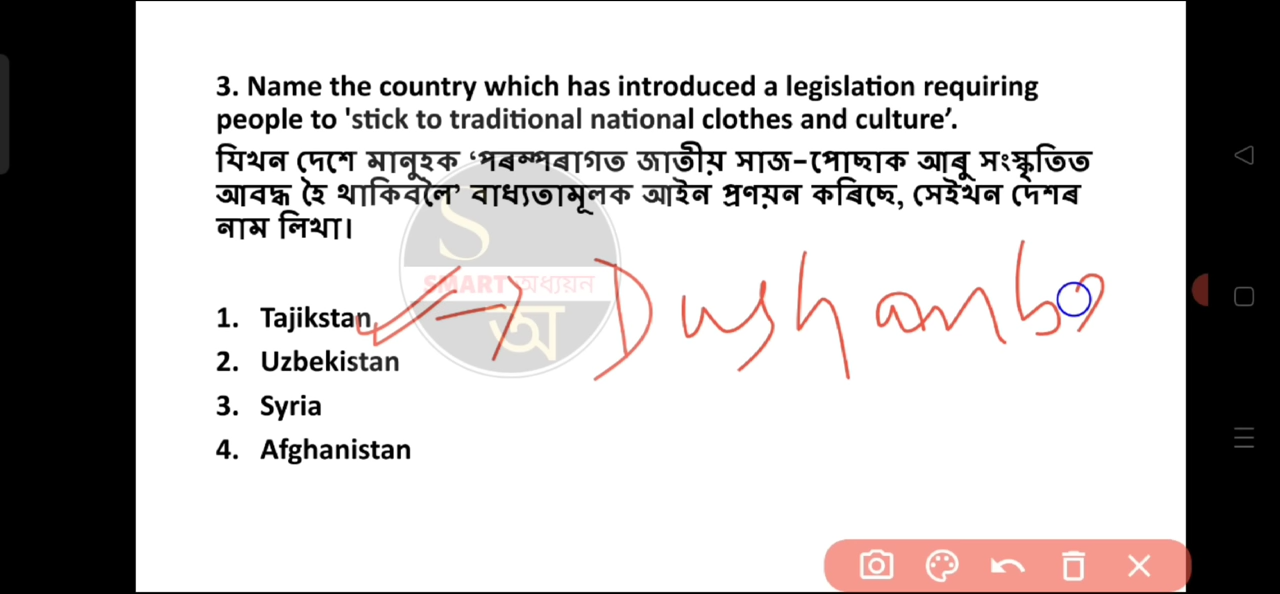 3. Name the country which has introduced a legislation requiring
people to 'stick to traditional national clothes and culture’.
যিখন দেশে মানুহক ‘পৰম্পৰাগত জাতীয় সাজ-পোছাক আৰু সংস্কৃতিত
আবদ্ধ হৈ থাকিবলৈ’ বাধ্যতামূলক আইন প্ৰণয়ন কৰিছে, সেইখন দেশৰ
নাম লিখা।
S
SMART অধ্যয়ন
অ
1. Tajikstan
Dushambe
2. Uzbekistan
3. Syria
4. Afghanistan